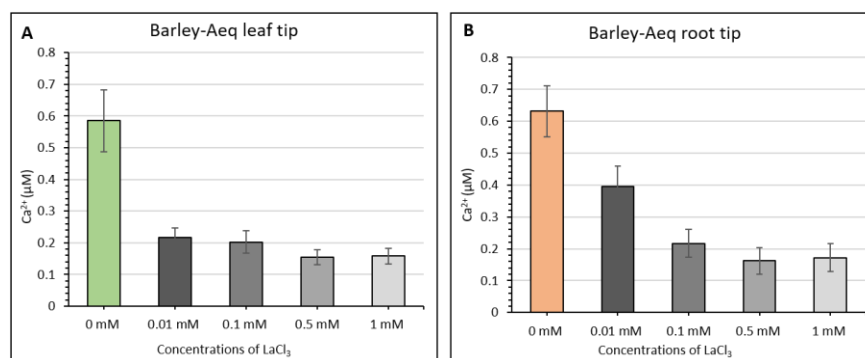 A
Barley-Aeq leaf tip
Ca²⁺ (µM)
0.8
0.7
0.6
0.5
0.4
0.3
0.2
0.1
0
0 mM 0.01 mM 0.1 mM 0.5 mM 1 mM
Concentrations of LaCl₃
B
Barley-Aeq root tip
Ca²⁺ (µM)
0.8
0.7
0.6
0.5
0.4
0.3
0.2
0.1
0
0 mM 0.01 mM 0.1 mM 0.5 mM 1 mM
Concentrations of LaCl₃